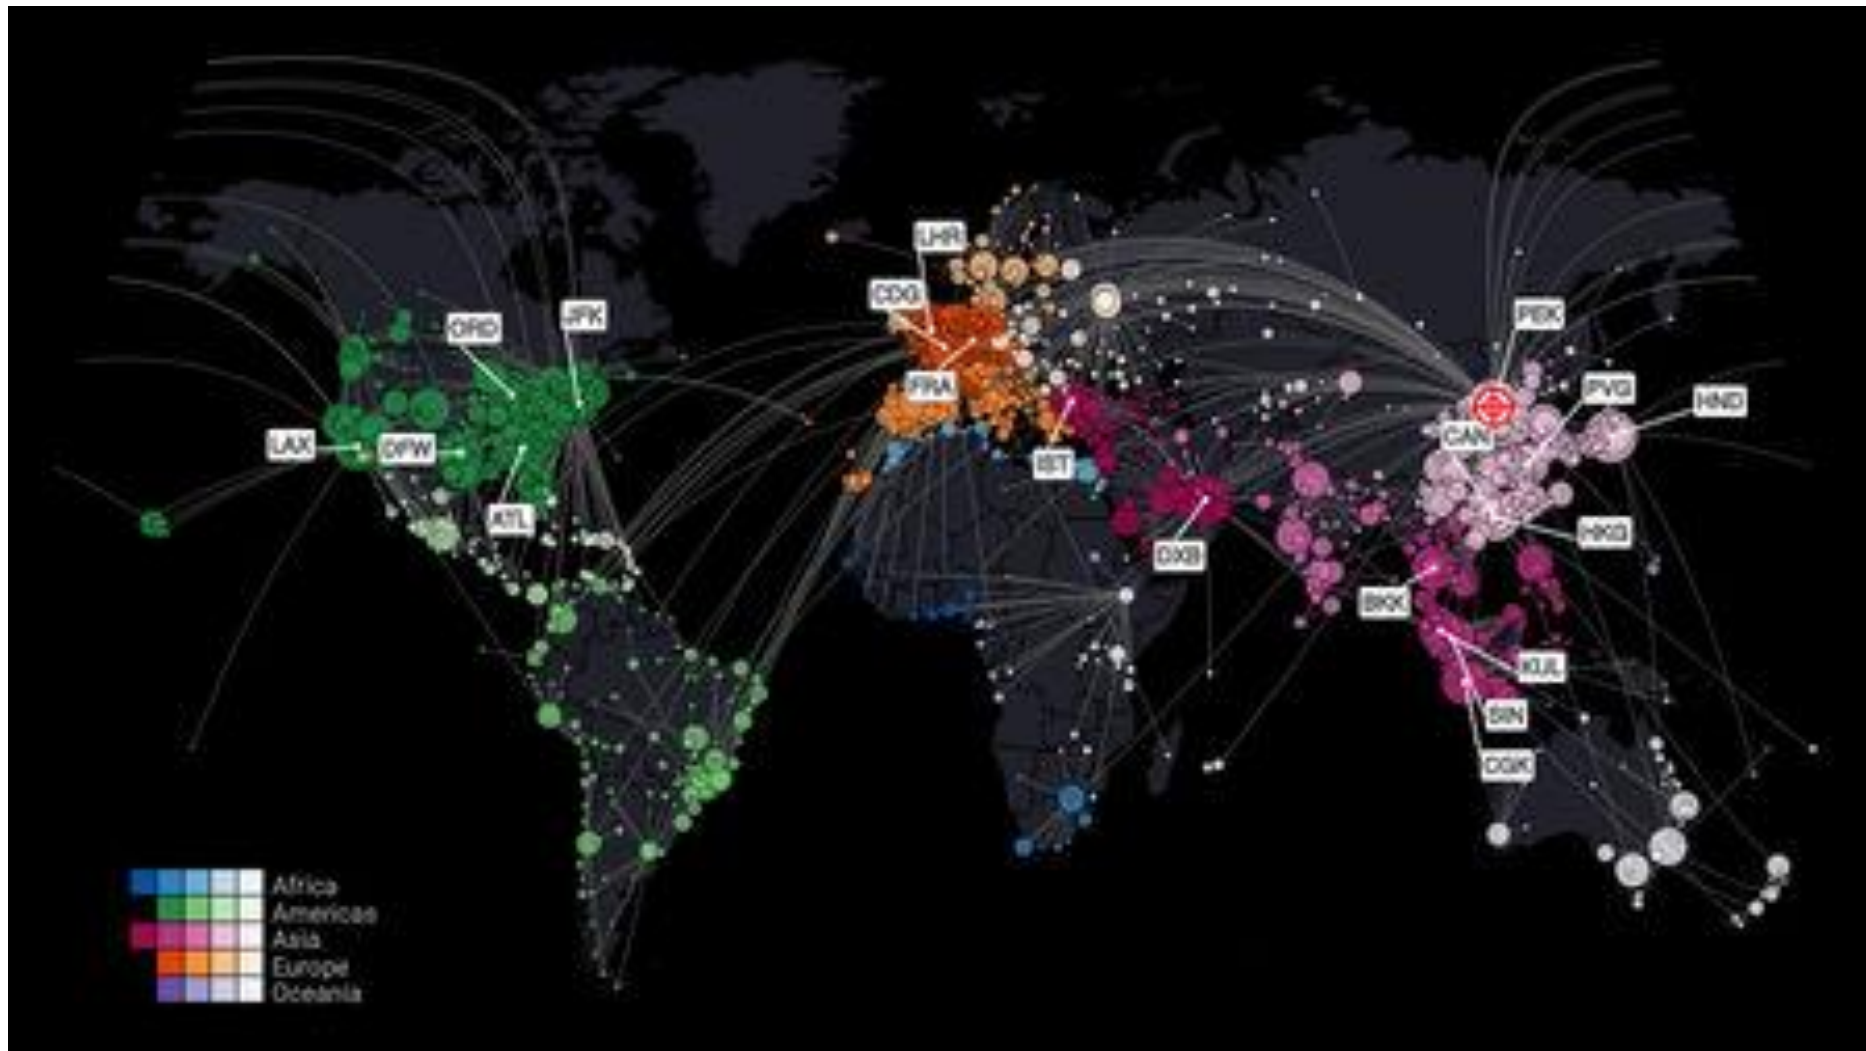 LHR
CDG
JFK
ORD
PEK
FRA
PVG
HND
LAX
DFW
CAN
IST
ATL
HKG
DXB
BKK
KUL
SIN
CGK
Africa
Americas
Asia
Europe
Oceania